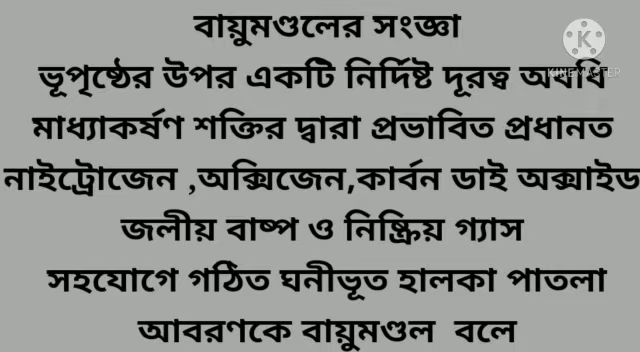 বায়ুমণ্ডলের সংজ্ঞা
ভূপৃষ্ঠের উপর একটি নির্দিষ্ট দূরত্ব অবধি
KINEMASTER
মাধ্যাকর্ষণ শক্তির দ্বারা প্রভাবিত প্রধানত
নাইট্রোজেন ,অক্সিজেন,কার্বন ডাই অক্সাইড
জলীয় বাষ্প ও নিষ্ক্রিয় গ্যাস
সহযোগে গঠিত ঘনীভূত হালকা পাতলা
আবরণকে বায়ুমণ্ডল বলে